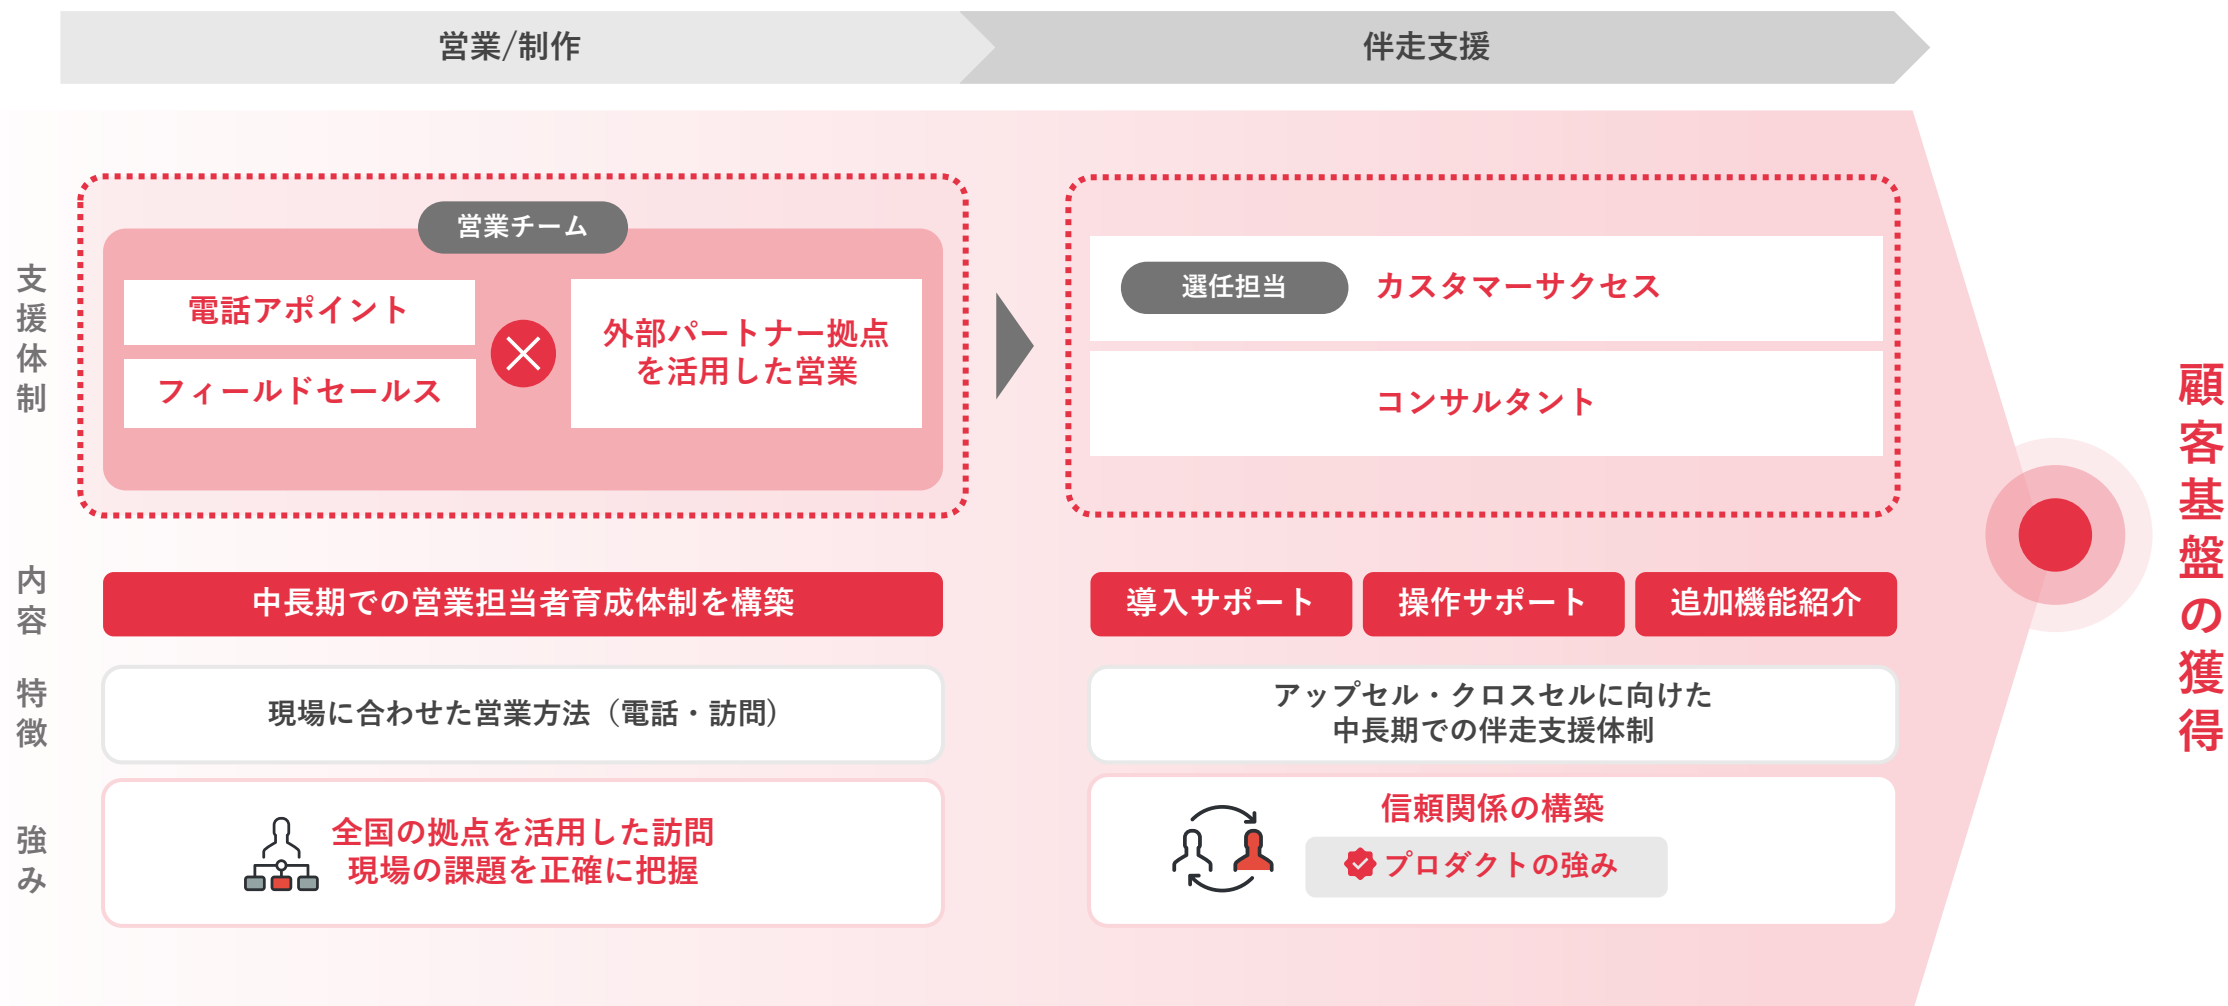 営業/制作
伴走支援
支援体制
営業チーム
電話アポイント
フィールドセールス
外部パートナー拠点
を活用した営業
選任担当
カスタマーサクセス
コンサルタント
内容
中長期での営業担当者育成体制を構築
導入サポート
操作サポート
追加機能紹介
特徴
現場に合わせた営業方法（電話・訪問）
アップセル・クロスセルに向けた
中長期での伴走支援体制
強み
全国の拠点を活用した訪問
現場の課題を正確に把握
信頼関係の構築
プロダクトの強み
顧客基盤の獲得